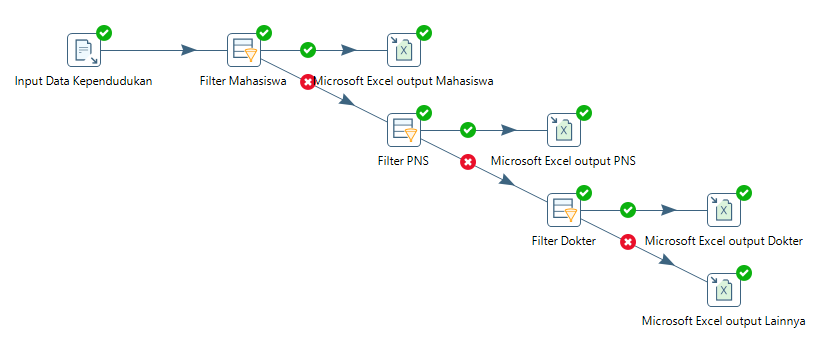 Input Data Kependudukan
Filter Mahasiswa
Microsoft Excel output Mahasiswa
Filter PNS
Microsoft Excel output PNS
Filter Dokter
Microsoft Excel output Dokter
Microsoft Excel output Lainnya